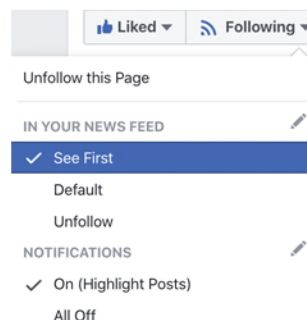 Liked Following
Unfollow this Page
IN YOUR NEWS FEED
See First
Default
Unfollow
NOTIFICATIONS
On (Highlight Posts)
All Off